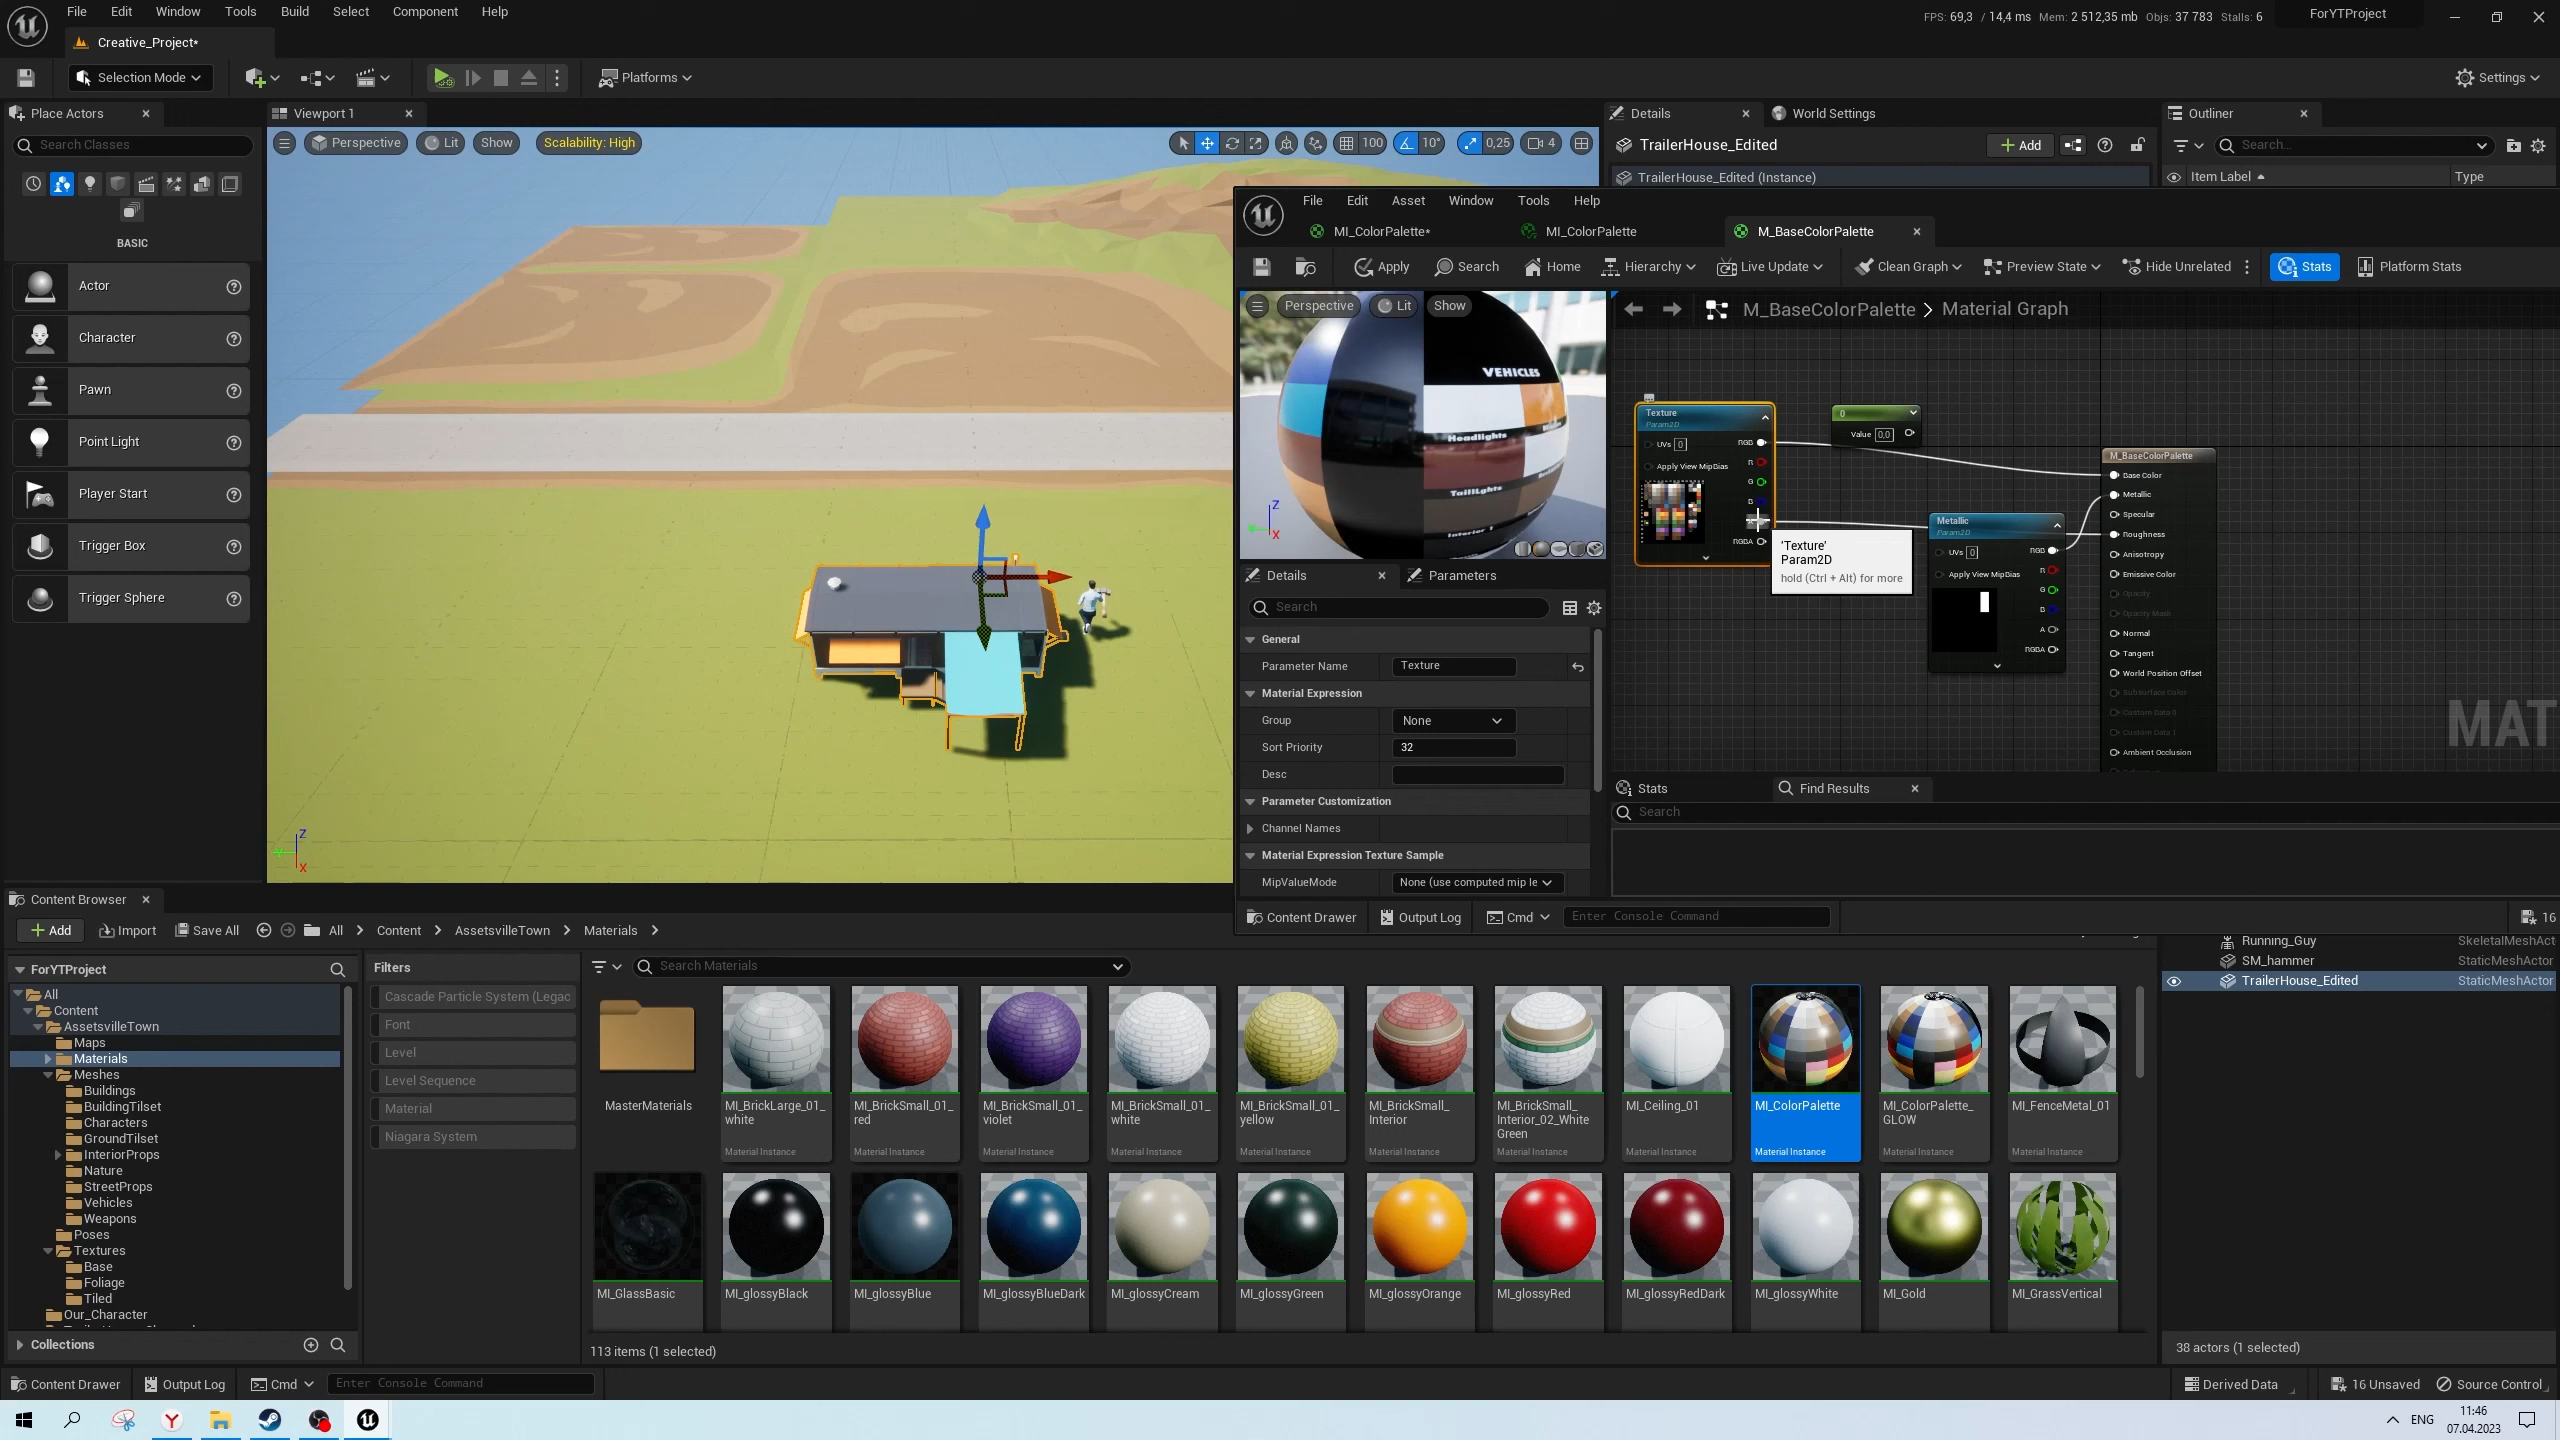 File Edit Window Tools Build Select Component Help
FPS: 69,3 / 14,4 ms Mem: 2 512,35 mb Objs: 37 783 Stalls: 6
ForYTProject
Creative_Project*
Selection Mode
Platforms
Settings
Place Actors
Viewport 1
Details
World Settings
Outliner
Search Classes
Perspective Lit Show Scalability: High
100 10° 0,25 4
TrailerHouse_Edited
Add
Search...
TrailerHouse_Edited (Instance)
Item Label Type
BASIC
Actor
Character
Pawn
Point Light
Player Start
Trigger Box
Trigger Sphere
File Edit Asset Window Tools Help
MI_ColorPalette* MI_ColorPalette M_BaseColorPalette
Apply Search Home Hierarchy Live Update Clean Graph Preview State Hide Unrelated Stats Platform Stats
Perspective Lit Show
M_BaseColorPalette > Material Graph
VEHICLES
Headlights
TailLights
Interior 1
Texture
Param2D
UVs 0 RGB
Apply View MipBias R
G
B
RGBA
0
Value 0,0
'Texture'
Param2D
hold (Ctrl + Alt) for more
Metallic
Param2D
UVs 0 RGB
Apply View MipBias R
G
B
A
RGBA
M_BaseColorPalette
Base Color
Metallic
Specular
Roughness
Anisotropy
Emissive Color
Opacity
Opacity Mask
Normal
Tangent
World Position Offset
Subsurface Color
Custom Data 0
Custom Data 1
Ambient Occlusion
MAT
Details Parameters
Search
General
Parameter Name Texture
Material Expression
Group None
Sort Priority 32
Desc
Parameter Customization
Channel Names
Material Expression Texture Sample
MipValueMode None (use computed mip le
Stats Find Results
Search
Content Drawer Output Log Cmd Enter Console Command
16
Content Browser
Add Import Save All All > Content > AssetsvilleTown > Materials >
Running_Guy SkeletalMeshAct
SM_hammer StaticMeshActor
TrailerHouse_Edited StaticMeshActor
ForYTProject
All
Content
AssetsvilleTown
Maps
Materials
Meshes
Buildings
BuildingTilset
Characters
GroundTilset
InteriorProps
Nature
StreetProps
Vehicles
Weapons
Poses
Textures
Base
Foliage
Tiled
Our_Character
Collections
Filters
Cascade Particle System (Legac
Font
Level
Level Sequence
Material
Niagara System
Search Materials
MasterMaterials
MI_BrickLarge_01_
white
Material Instance
MI_BrickSmall_01_
red
Material Instance
MI_BrickSmall_01_
violet
Material Instance
MI_BrickSmall_01_
white
Material Instance
MI_BrickSmall_01_
yellow
Material Instance
MI_BrickSmall_
Interior
Material Instance
MI_BrickSmall_
Interior_02_White
Green
Material Instance
MI_Ceiling_01
Material Instance
MI_ColorPalette
Material Instance
MI_ColorPalette_
GLOW
Material Instance
MI_FenceMetal_01
Material Instance
MI_GlassBasic
MI_glossyBlack
MI_glossyBlue
MI_glossyBlueDark
MI_glossyCream
MI_glossyGreen
MI_glossyOrange
MI_glossyRed
MI_glossyRedDark
MI_glossyWhite
MI_Gold
MI_GrassVertical
113 items (1 selected)
38 actors (1 selected)
Content Drawer Output Log Cmd Enter Console Command
Derived Data 16 Unsaved Source Control
ENG
11:46
07.04.2023